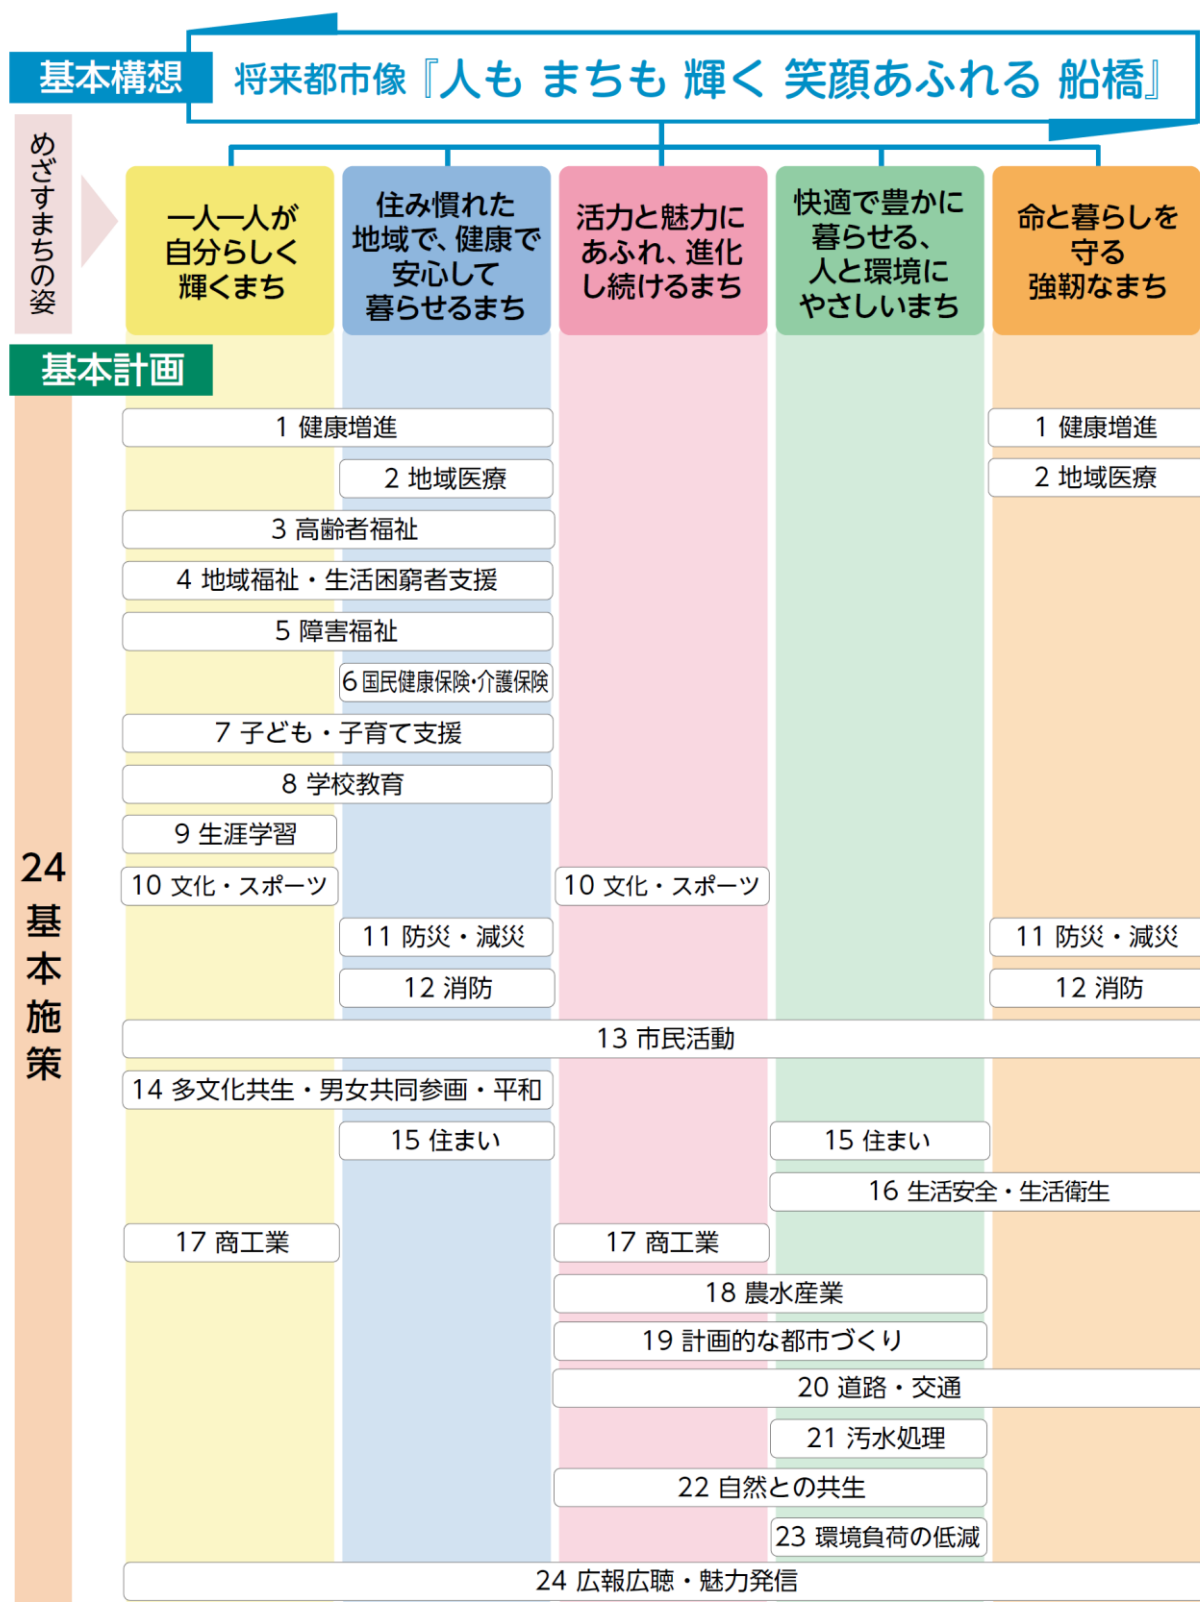 基本構想
将来都市像『人も まちも 輝く 笑顔あふれる 船橋』
めざすまちの姿
一人一人が
自分らしく
輝くまち
住み慣れた
地域で、健康で
安心して
暮らせるまち
活力と魅力に
あふれ、進化
し続けるまち
快適で豊かに
暮らせる、
人と環境に
やさしいまち
命と暮らしを
守る
強靭なまち
基本計画
24基本施策
1 健康増進
1 健康増進
2 地域医療
2 地域医療
3 高齢者福祉
4 地域福祉・生活困窮者支援
5 障害福祉
6 国民健康保険・介護保険
7 子ども・子育て支援
8 学校教育
9 生涯学習
10 文化・スポーツ
10 文化・スポーツ
11 防災・減災
11 防災・減災
12 消防
12 消防
13 市民活動
14 多文化共生・男女共同参画・平和
15 住まい
15 住まい
16 生活安全・生活衛生
17 商工業
17 商工業
18 農水産業
19 計画的な都市づくり
20 道路・交通
21 汚水処理
22 自然との共生
23 環境負荷の低減
24 広報広聴・魅力発信